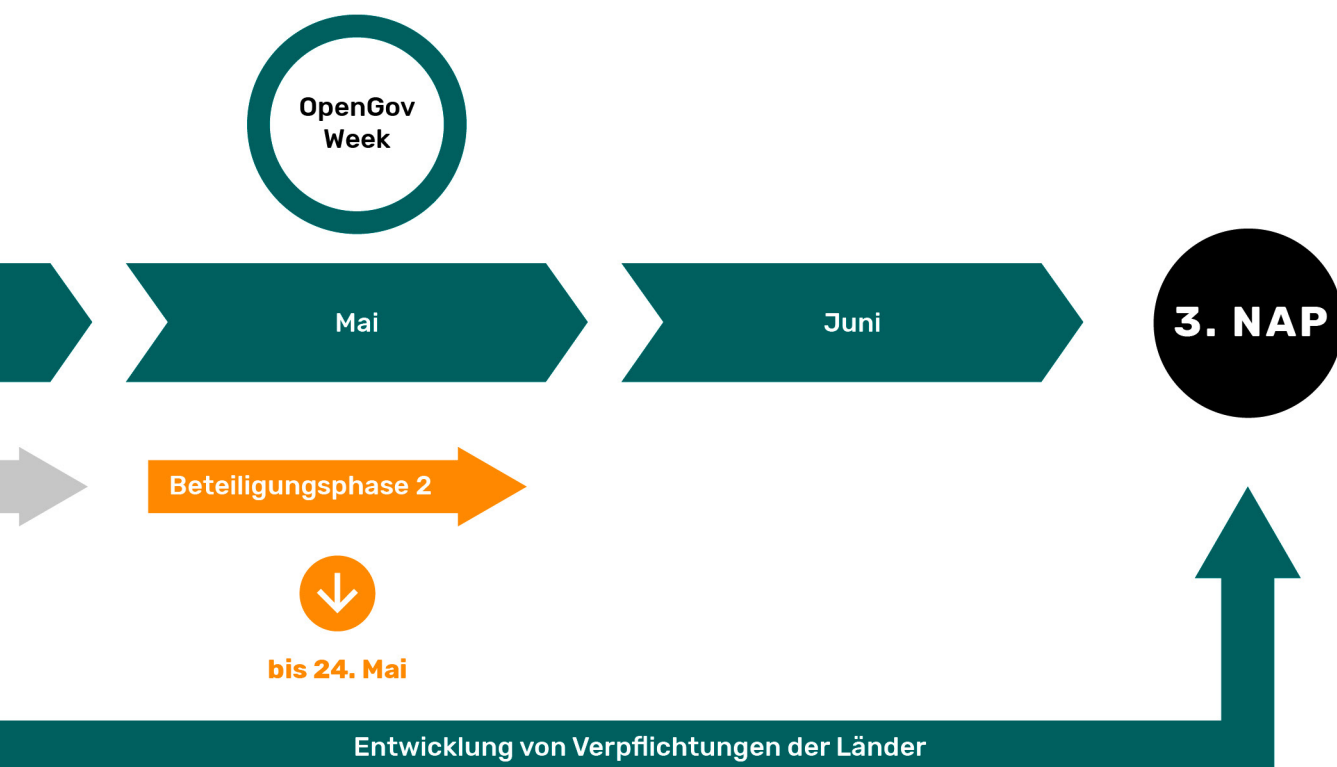 OpenGov
Week
Mai
Juni
3. NAP
Beteiligungsphase 2
bis 24. Mai
Entwicklung von Verpflichtungen der Länder